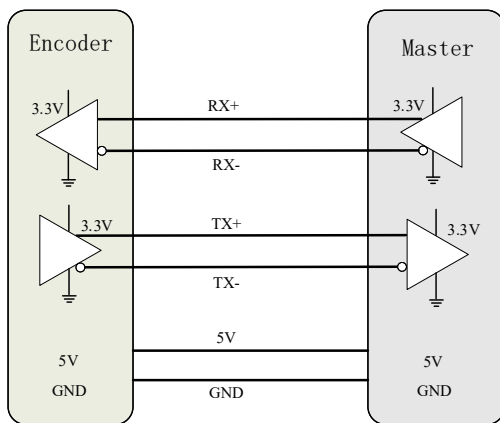 Encoder
Master
3.3V
RX+
3.3V
RX-
3.3V
TX+
3.3V
TX-
5V
5V
5V
GND
GND
GND